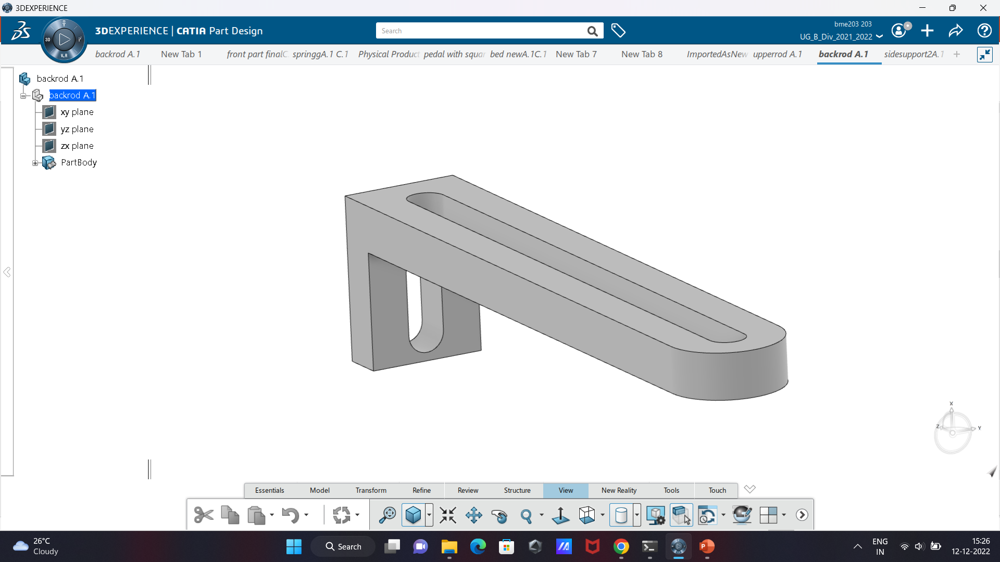 3DEXPERIENCE
3D
V.R
3DEXPERIENCE | CATIA Part Design
Search
bme203 203
UG_B_Div_2021_2022
backrod A.1
New Tab 1
front part finalC.
springgA.1 C.1
Physical Product
pedal with squar
bed newA.1C.1
New Tab 7
New Tab 8
ImportedAsNew
upperrod A.1
backrod A.1
sidesupport2A.1
backrod A.1
backrod A.1
xy plane
yz plane
zx plane
PartBody
X
Z
Y
Essentials
Model
Transform
Refine
Review
Structure
View
New Reality
Tools
Touch
26°C
Cloudy
Search
ENG
IN
15:26
12-12-2022